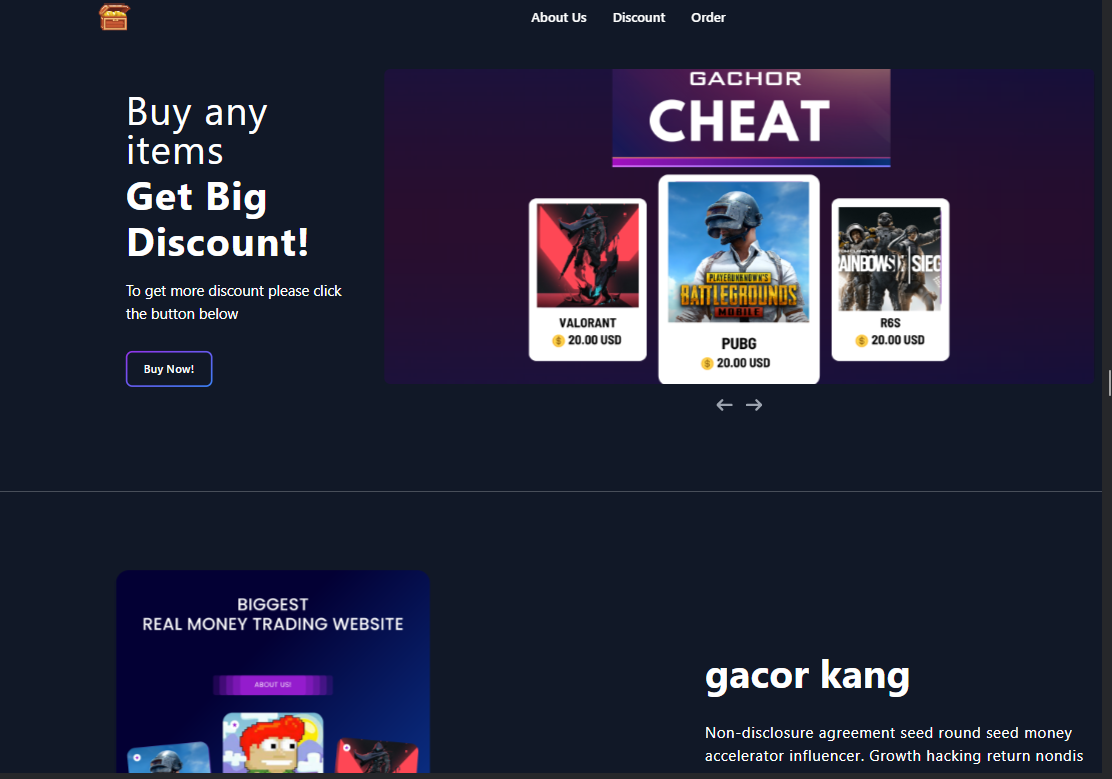 About Us Discount Order
Buy any
items
Get Big
Discount!
To get more discount please click
the button below
Buy Now!
GACHOR
CHEAT
VALORANT
20.00 USD
PLAYERUNKNOWN'S
BATTLEGROUNDS
MOBILE
PUBG
20.00 USD
RAINBOW SIEG
R6S
20.00 USD
BIGGEST
REAL MONEY TRADING WEBSITE
ABOUT US!
gacor kang
Non-disclosure agreement seed round seed money
accelerator influencer. Growth hacking return nondis